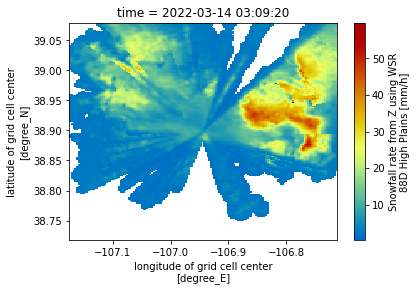 time = 2022-03-14 03:09:20
39.05
39.00
38.95
38.90
38.85
38.80
38.75
latitude of grid cell center
[degree_N]
−107.1
−107.0
−106.9
−106.8
longitude of grid cell center
[degree_E]
50
40
30
20
10
Snowfall rate from Z using WSR
88D High Plains [mm/h]